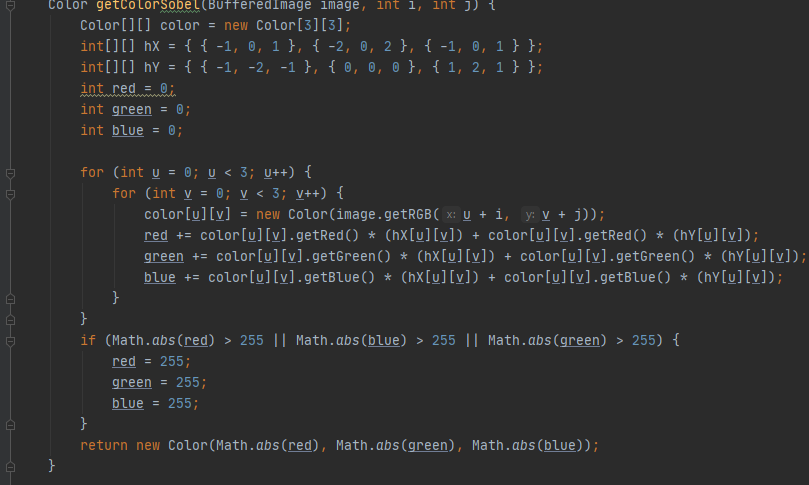 Color getColorSobel(BufferedImage image, int i, int j) {
Color[][] color = new Color[3][3];
int[][] hX = { { -1, 0, 1 }, { -2, 0, 2 }, { -1, 0, 1 } };
int[][] hY = { { -1, -2, -1 }, { 0, 0, 0 }, { 1, 2, 1 } };
int red = 0;
int green = 0;
int blue = 0;
for (int u = 0; u < 3; u++) {
for (int v = 0; v < 3; v++) {
color[u][v] = new Color(image.getRGB( x: u + i, y: v + j));
red += color[u][v].getRed() * (hX[u][v]) + color[u][v].getRed() * (hY[u][v]);
green += color[u][v].getGreen() * (hX[u][v]) + color[u][v].getGreen() * (hY[u][v]);
blue += color[u][v].getBlue() * (hX[u][v]) + color[u][v].getBlue() * (hY[u][v]);
}
}
if (Math.abs(red) > 255 || Math.abs(blue) > 255 || Math.abs(green) > 255) {
red = 255;
green = 255;
blue = 255;
}
return new Color(Math.abs(red), Math.abs(green), Math.abs(blue));
}